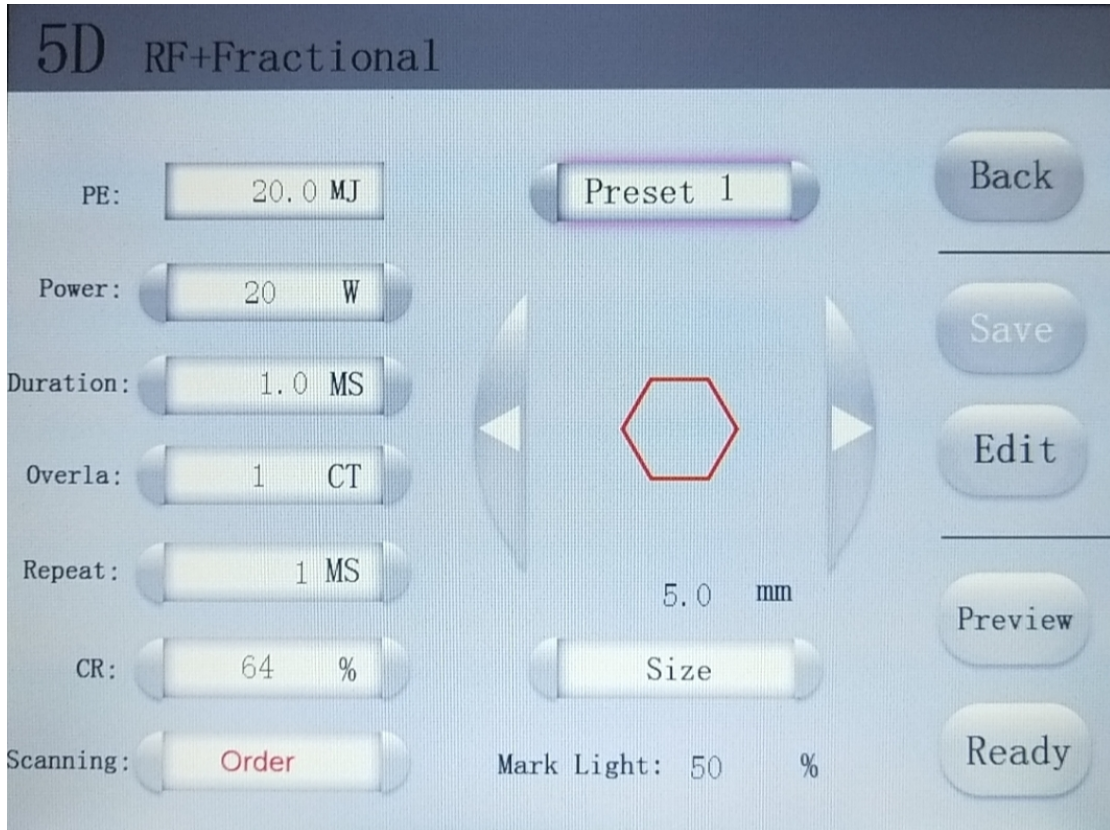 5D RF+Fractional
PE: 20.0 MJ
Preset 1
Back
Power: 20 W
Save
Duration: 1.0 MS
Edit
Overla: 1 CT
Repeat: 1 MS
5.0 mm
Preview
CR: 64 %
Size
Scanning: Order
Mark Light: 50 %
Ready